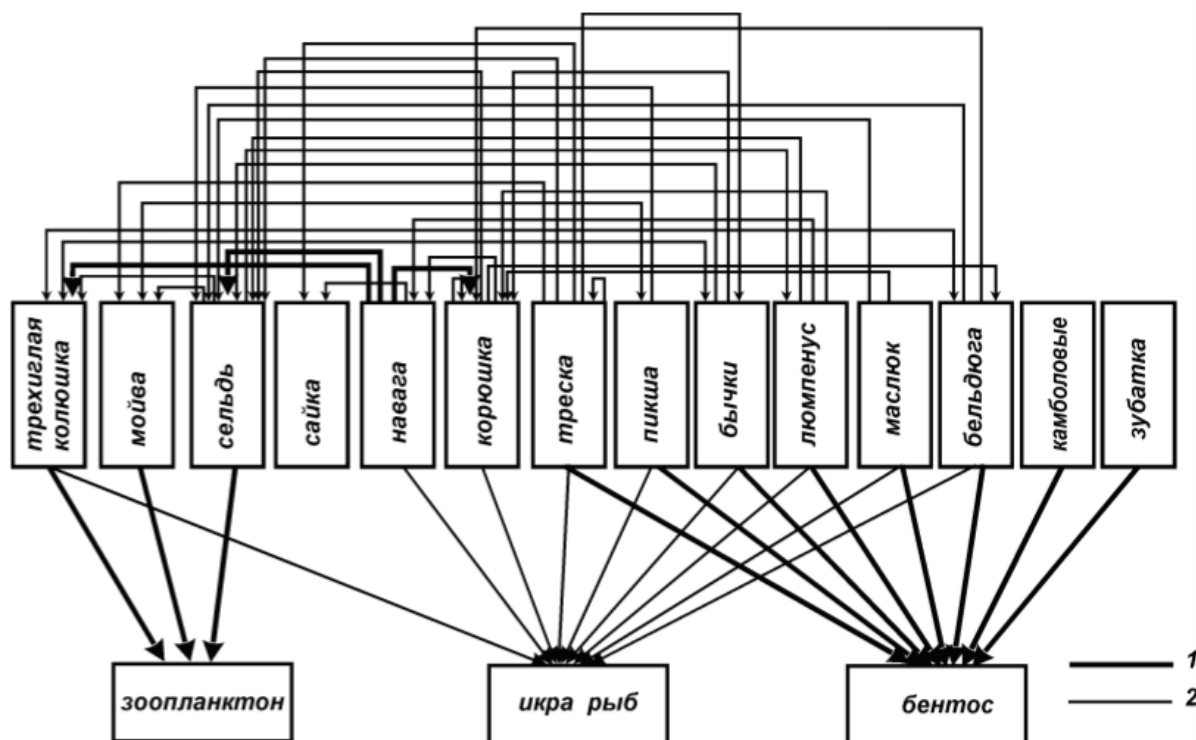 трехиглая
колюшка
мойва
сельдь
сайка
навага
корюшка
треска
пикша
бычки
люмпенус
маслюк
бельдюга
камболовые
зубатка
зоопланктон
икра рыб
бентос
1
2